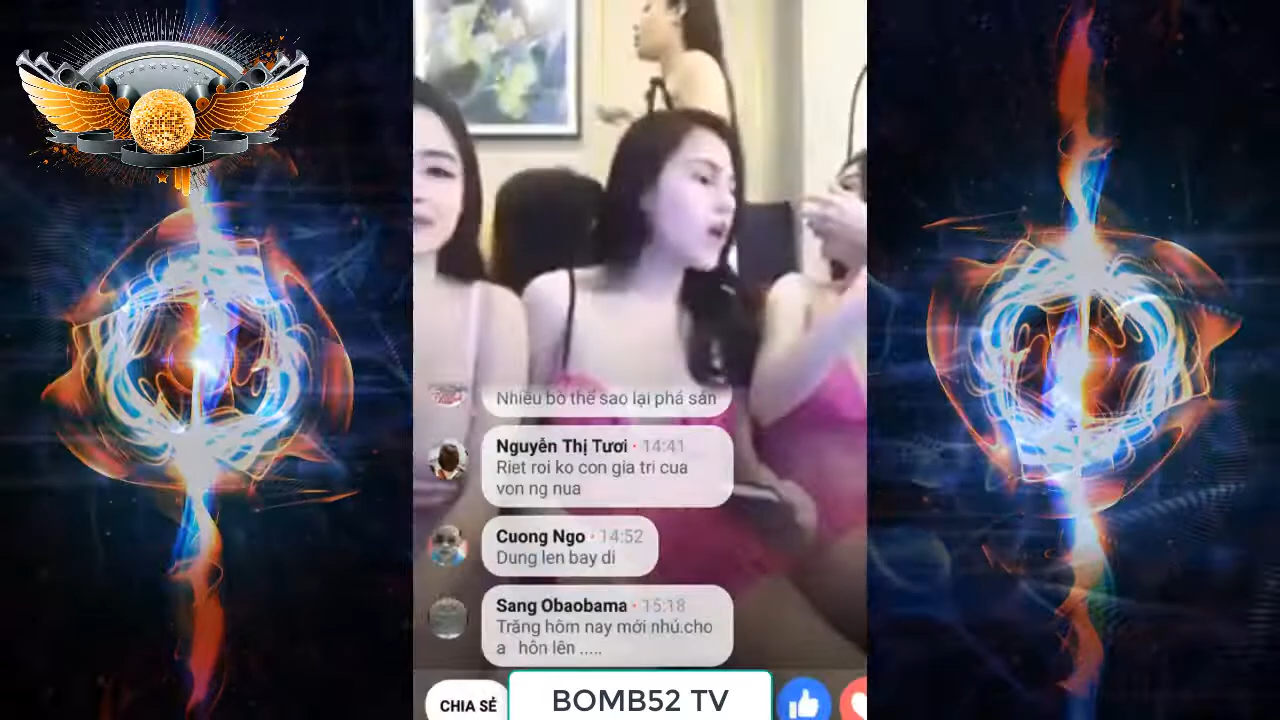 Nhiều bồ thế sao lại phá sản
Nguyễn Thị Tươi · 14:41
Riet roi ko con gia tri cua
von ng nua
Cuong Ngo · 14:52
Dung len bay di
Sang Obaobama · 15:18
Trăng hôm nay mới nhú.cho
a hôn lên .....
CHIA SẺ
BOMB52 TV